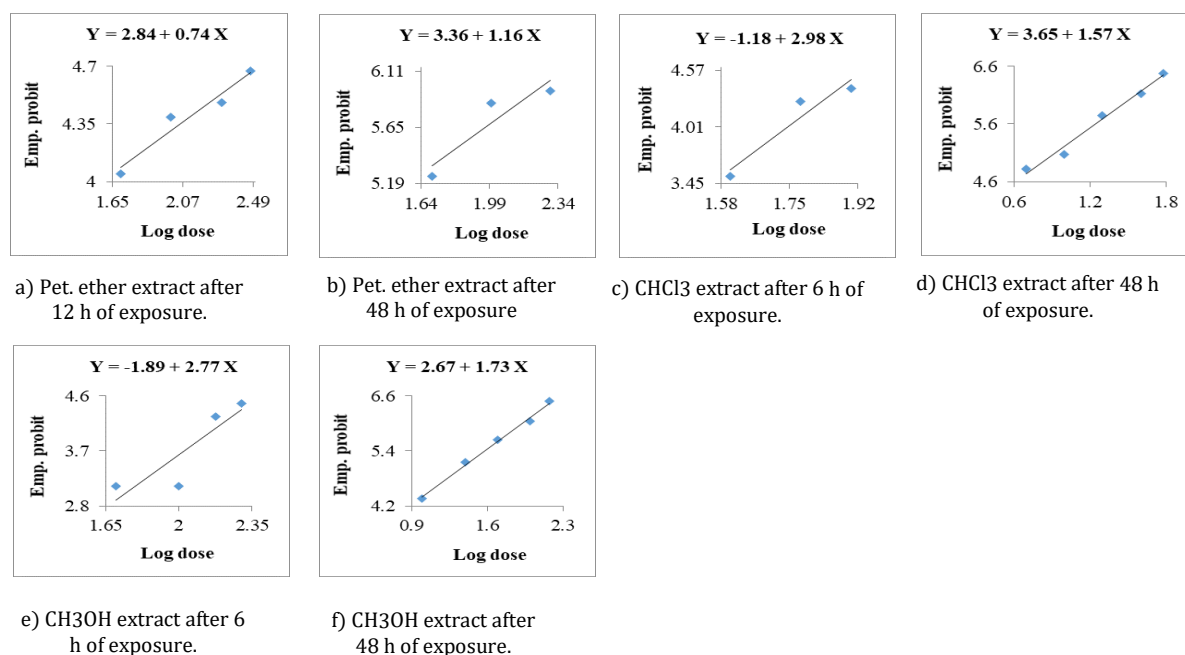 Y = 2.84 + 0.74 X
4.7
4.35
4
1.65 2.07 2.49
Emp. probit
Log dose
a) Pet. ether extract after
12 h of exposure.
Y = 3.36 + 1.16 X
6.11
5.65
5.19
1.64 1.99 2.34
Emp. probit
Log dose
b) Pet. ether extract after
48 h of exposure
Y = -1.18 + 2.98 X
4.57
4.01
3.45
1.58 1.75 1.92
Emp. probit
Log dose
c) CHCl3 extract after 6 h of
exposure.
Y = 3.65 + 1.57 X
6.6
5.6
4.6
0.6 1.2 1.8
Emp. probit
Log dose
d) CHCl3 extract after 48 h
of exposure.
Y = -1.89 + 2.77 X
4.6
3.7
2.8
1.65 2 2.35
Emp. probit
Log dose
e) CH3OH extract after 6
h of exposure.
Y = 2.67 + 1.73 X
6.6
5.4
4.2
0.9 1.6 2.3
Emp. probit
Log dose
f) CH3OH extract after
48 h of exposure.